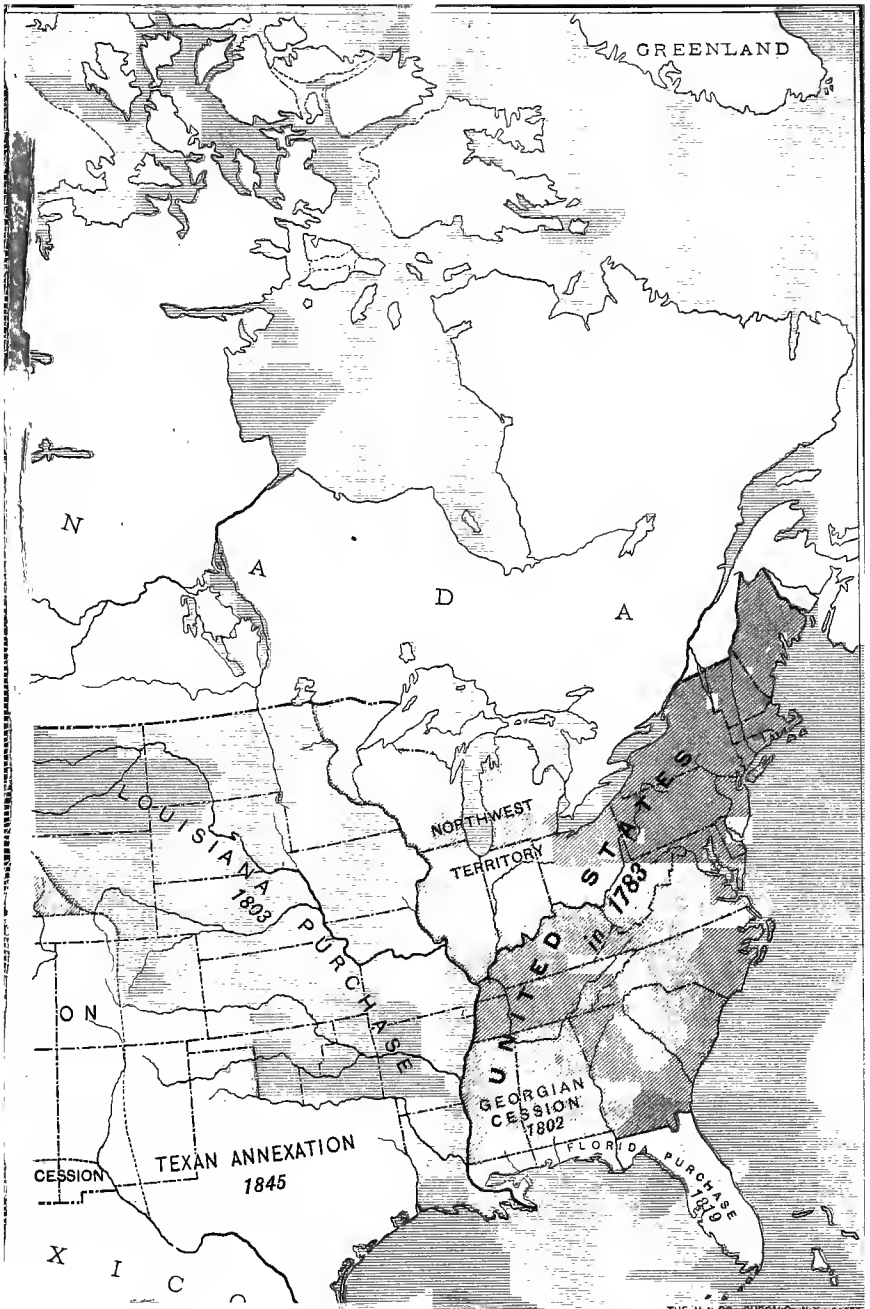 GREENLAND
N A D A
LOUISIANA PURCHASE
1803
NORTHWEST
TERRITORY
UNITED STATES
in 1783
ON
GEORGIAN
CESSION
1802
FLORIDA PURCHASE
1819
TEXAN ANNEXATION
1845
CESSION
X I C O